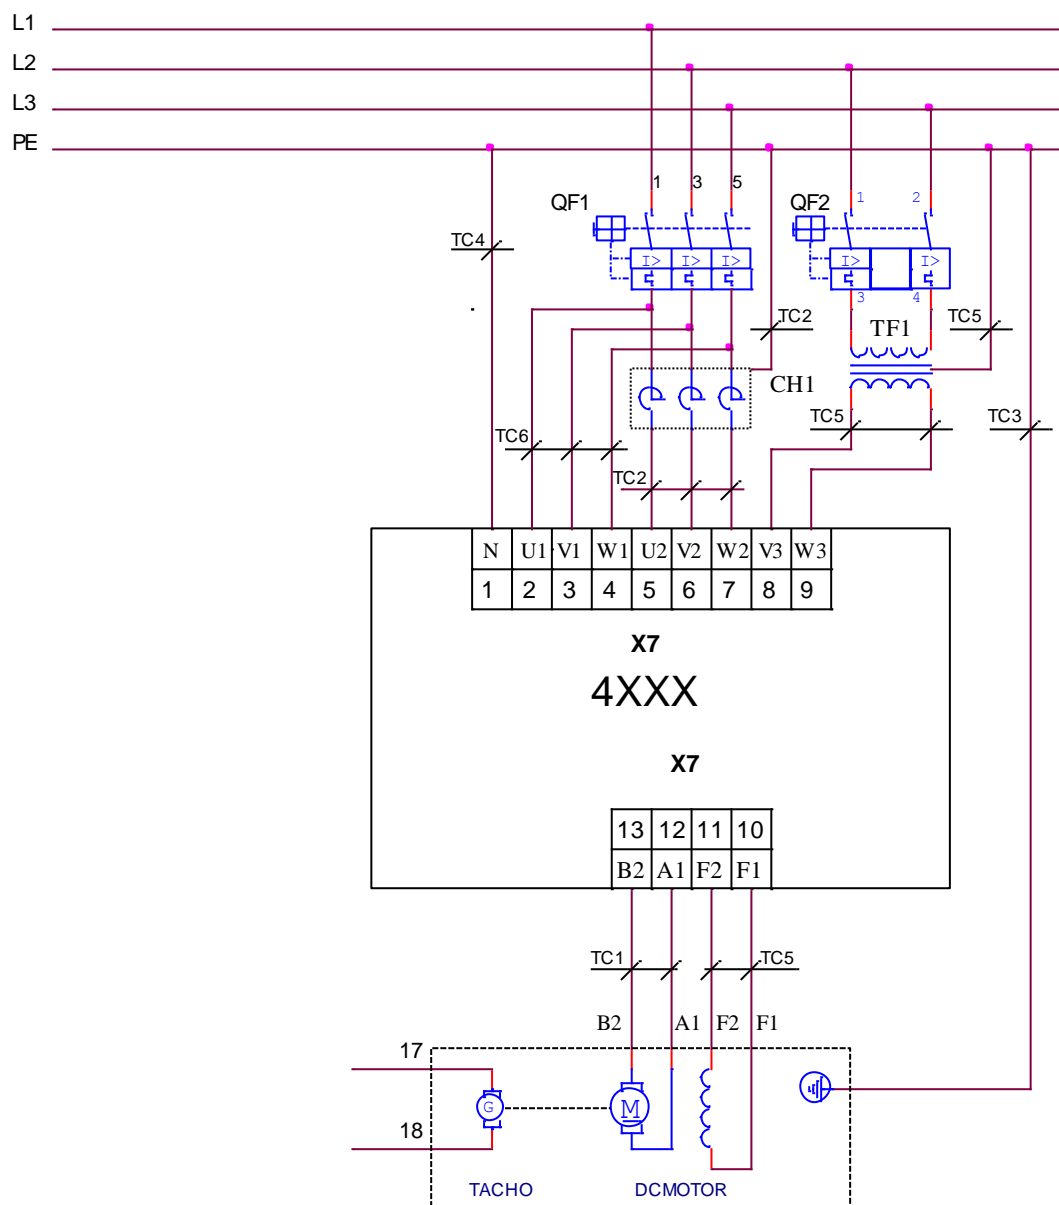 L1
L2
L3
PE
1 3 5
QF1
1 2
QF2
TC4
I> I> I>
I> I>
3 4
TC2
TF1
TC5
CH1
TC6
TC5
TC3
TC2
N U1 V1 W1 U2 V2 W2 V3 W3
1 2 3 4 5 6 7 8 9
X7
4XXX
X7
13 12 11 10
B2 A1 F2 F1
TC1
TC5
B2 A1 F2 F1
17
G
M
18
TACHO
DCMOTOR